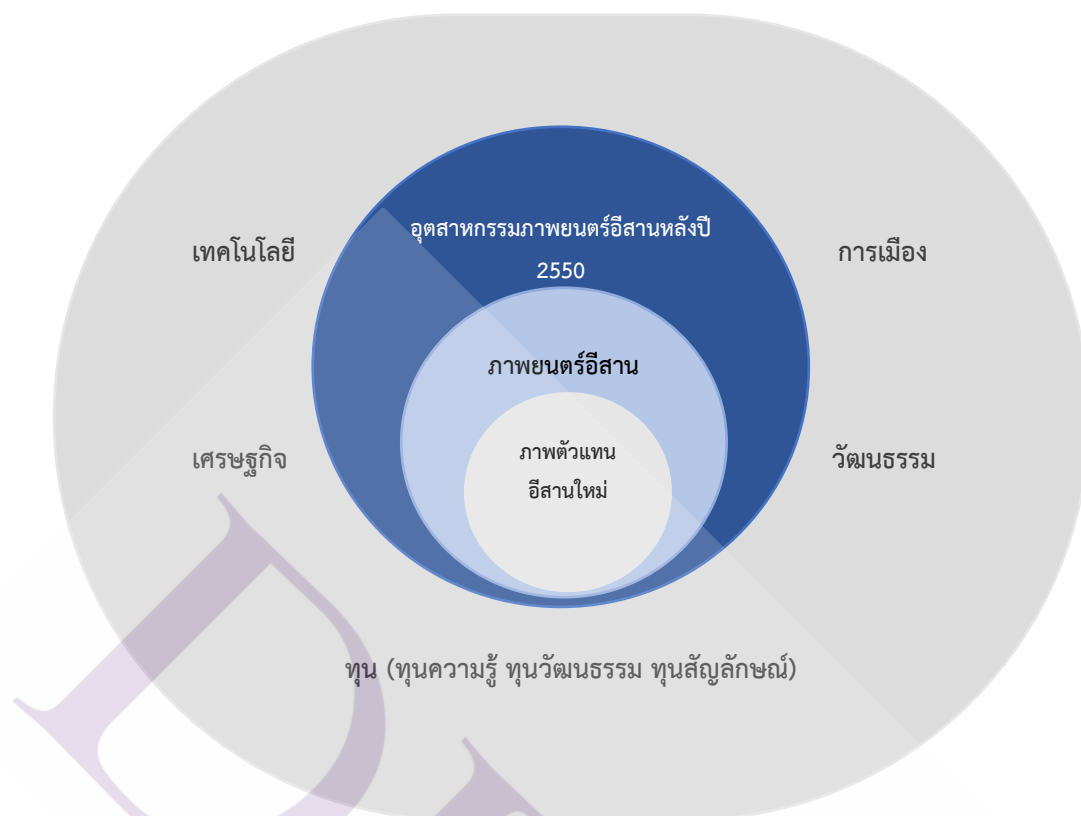 อุตสาหกรรมภาพยนตร์อีสานหลังปี
2550
เทคโนโลยี
การเมือง
ภาพยนตร์อีสาน
ภาพตัวแทน
อีสานใหม่
เศรษฐกิจ
วัฒนธรรม
ทุน (ทุนความรู้ ทุนวัฒนธรรม ทุนสัญลักษณ์)